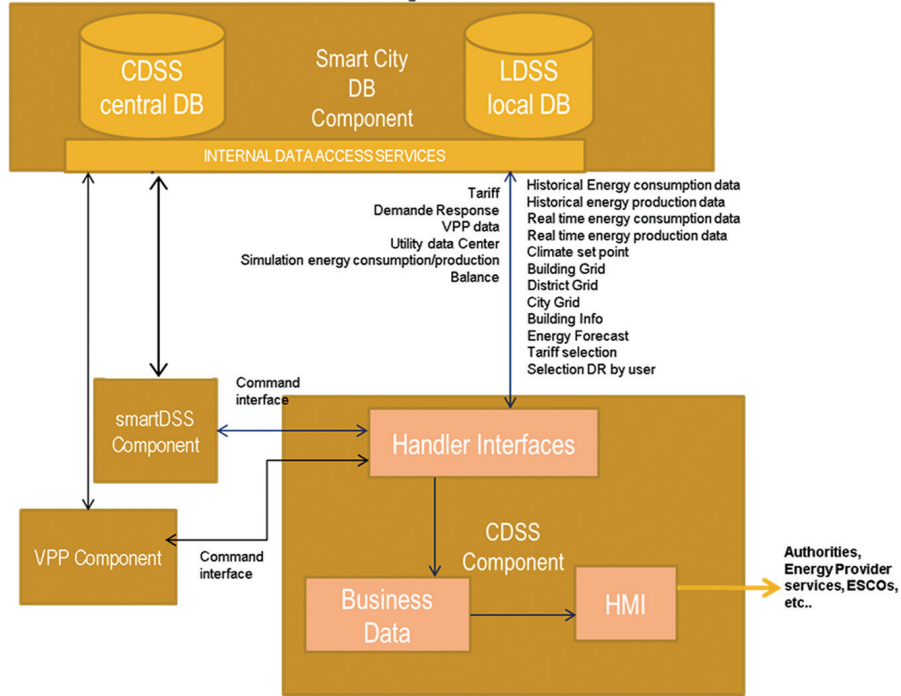 CDSS
central DB
Smart City
DB
Component
LDSS
local DB
INTERNAL DATA ACCESS SERVICES
Tariff
Demande Response
VPP data
Utility data Center
Simulation energy consumption/production
Balance
Historical Energy consumption data
Historical energy production data
Real time energy consumption data
Real time energy production data
Climate set point
Building Grid
District Grid
City Grid
Building Info
Energy Forecast
Tariff selection
Selection DR by user
smartDSS
Component
Command
interface
Handler Interfaces
VPP Component
Command
interface
CDSS
Component
Business
Data
HMI
Authorities,
Energy Provider
services, ESCOs,
etc..